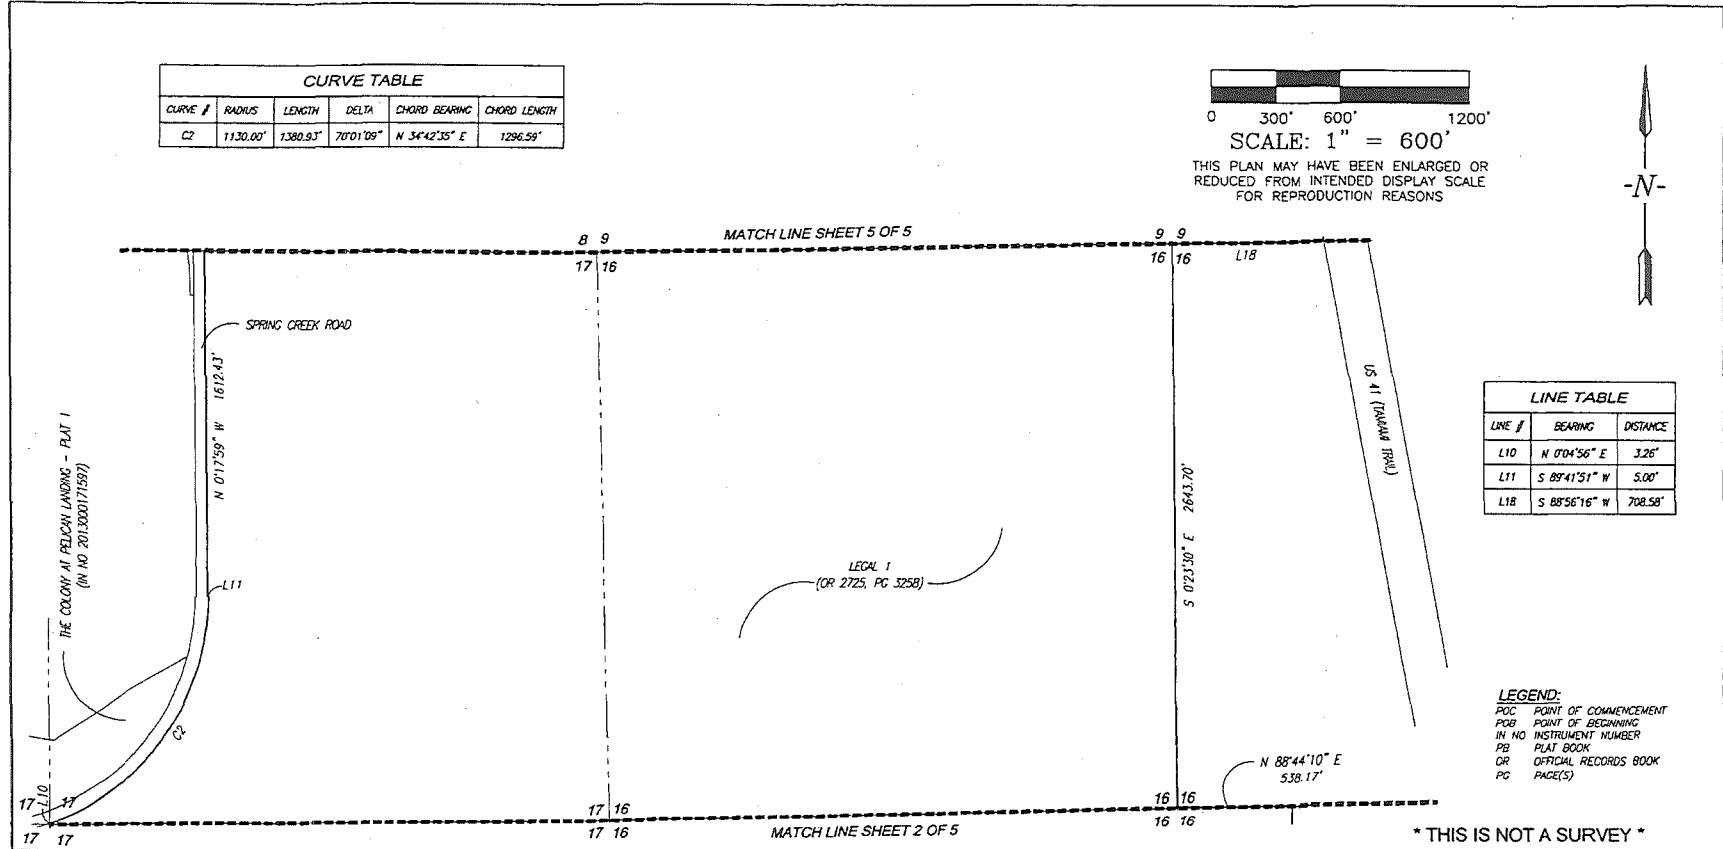 CURVE TABLE
CURVE # RADIUS LENGTH DELTA CHORD BEARING CHORD LENGTH
C2 1130.00' 1380.93' 70°01'09" N 34°42'35" E 1296.59'
0 300' 600' 1200'
SCALE: 1" = 600'
THIS PLAN MAY HAVE BEEN ENLARGED OR
REDUCED FROM INTENDED DISPLAY SCALE
FOR REPRODUCTION REASONS
-N-
8 9
MATCH LINE SHEET 5 OF 5
9 9
17 16
16 16
L18
SPRING CREEK ROAD
N 0°17'59" W 1612.43'
US 41 (TAMIAMI TRAIL)
LINE TABLE
LINE # BEARING DISTANCE
L10 N 0°04'56" E 3.26'
L11 S 89°41'51" W 5.00'
L18 S 88°56'16" W 708.58'
THE COLONY AT PELICAN LANDING - PLAT 1
(IN NO 2013000171597)
S 0°23'30" E 2643.70'
LEGAL 1
(OR 2725, PG 3258)
L11
C2
LEGEND:
POC POINT OF COMMENCEMENT
POB POINT OF BEGINNING
IN NO INSTRUMENT NUMBER
PB PLAT BOOK
OR OFFICIAL RECORDS BOOK
PG PAGE(S)
N 88°44'10" E
538.17'
L10
17 17
17 16
16 16
17 17
17 16
MATCH LINE SHEET 2 OF 5
16 16
* THIS IS NOT A SURVEY *